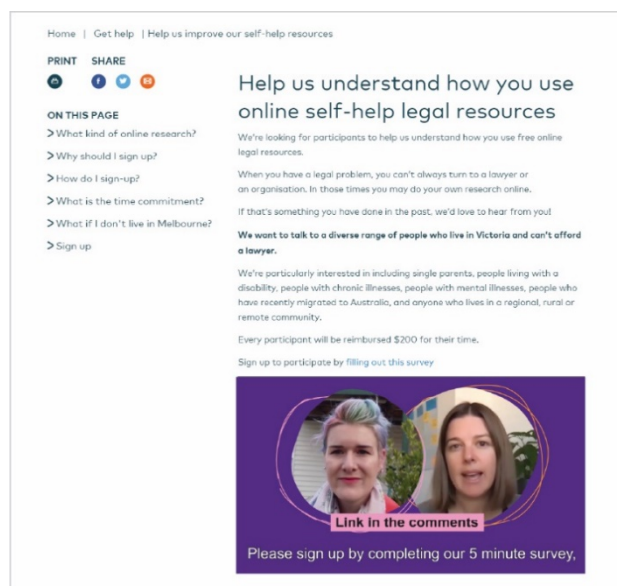 Home | Get help | Help us improve our self-help resources
PRINT SHARE
ON THIS PAGE
> What kind of online research?
> Why should I sign up?
> How do I sign-up?
> What is the time commitment?
> What if I don't live in Melbourne?
> Sign up
Help us understand how you use
online self-help legal resources
We're looking for participants to help us understand how you use free online
legal resources.
When you have a legal problem, you can't always turn to a lawyer or
an organisation. In those times you may do your own research online.
If that's something you have done in the past, we'd love to hear from you!
We want to talk to a diverse range of people who live in Victoria and can't afford
a lawyer.
We're particularly interested in including single parents, people living with a
disability, people with chronic illnesses, people with mental illnesses, people who
have recently migrated to Australia, and anyone who lives in a regional, rural or
remote community.
Every participant will be reimbursed $200 for their time.
Sign up to participate by filling out this survey
Link in the comments
Please sign up by completing our 5 minute survey,